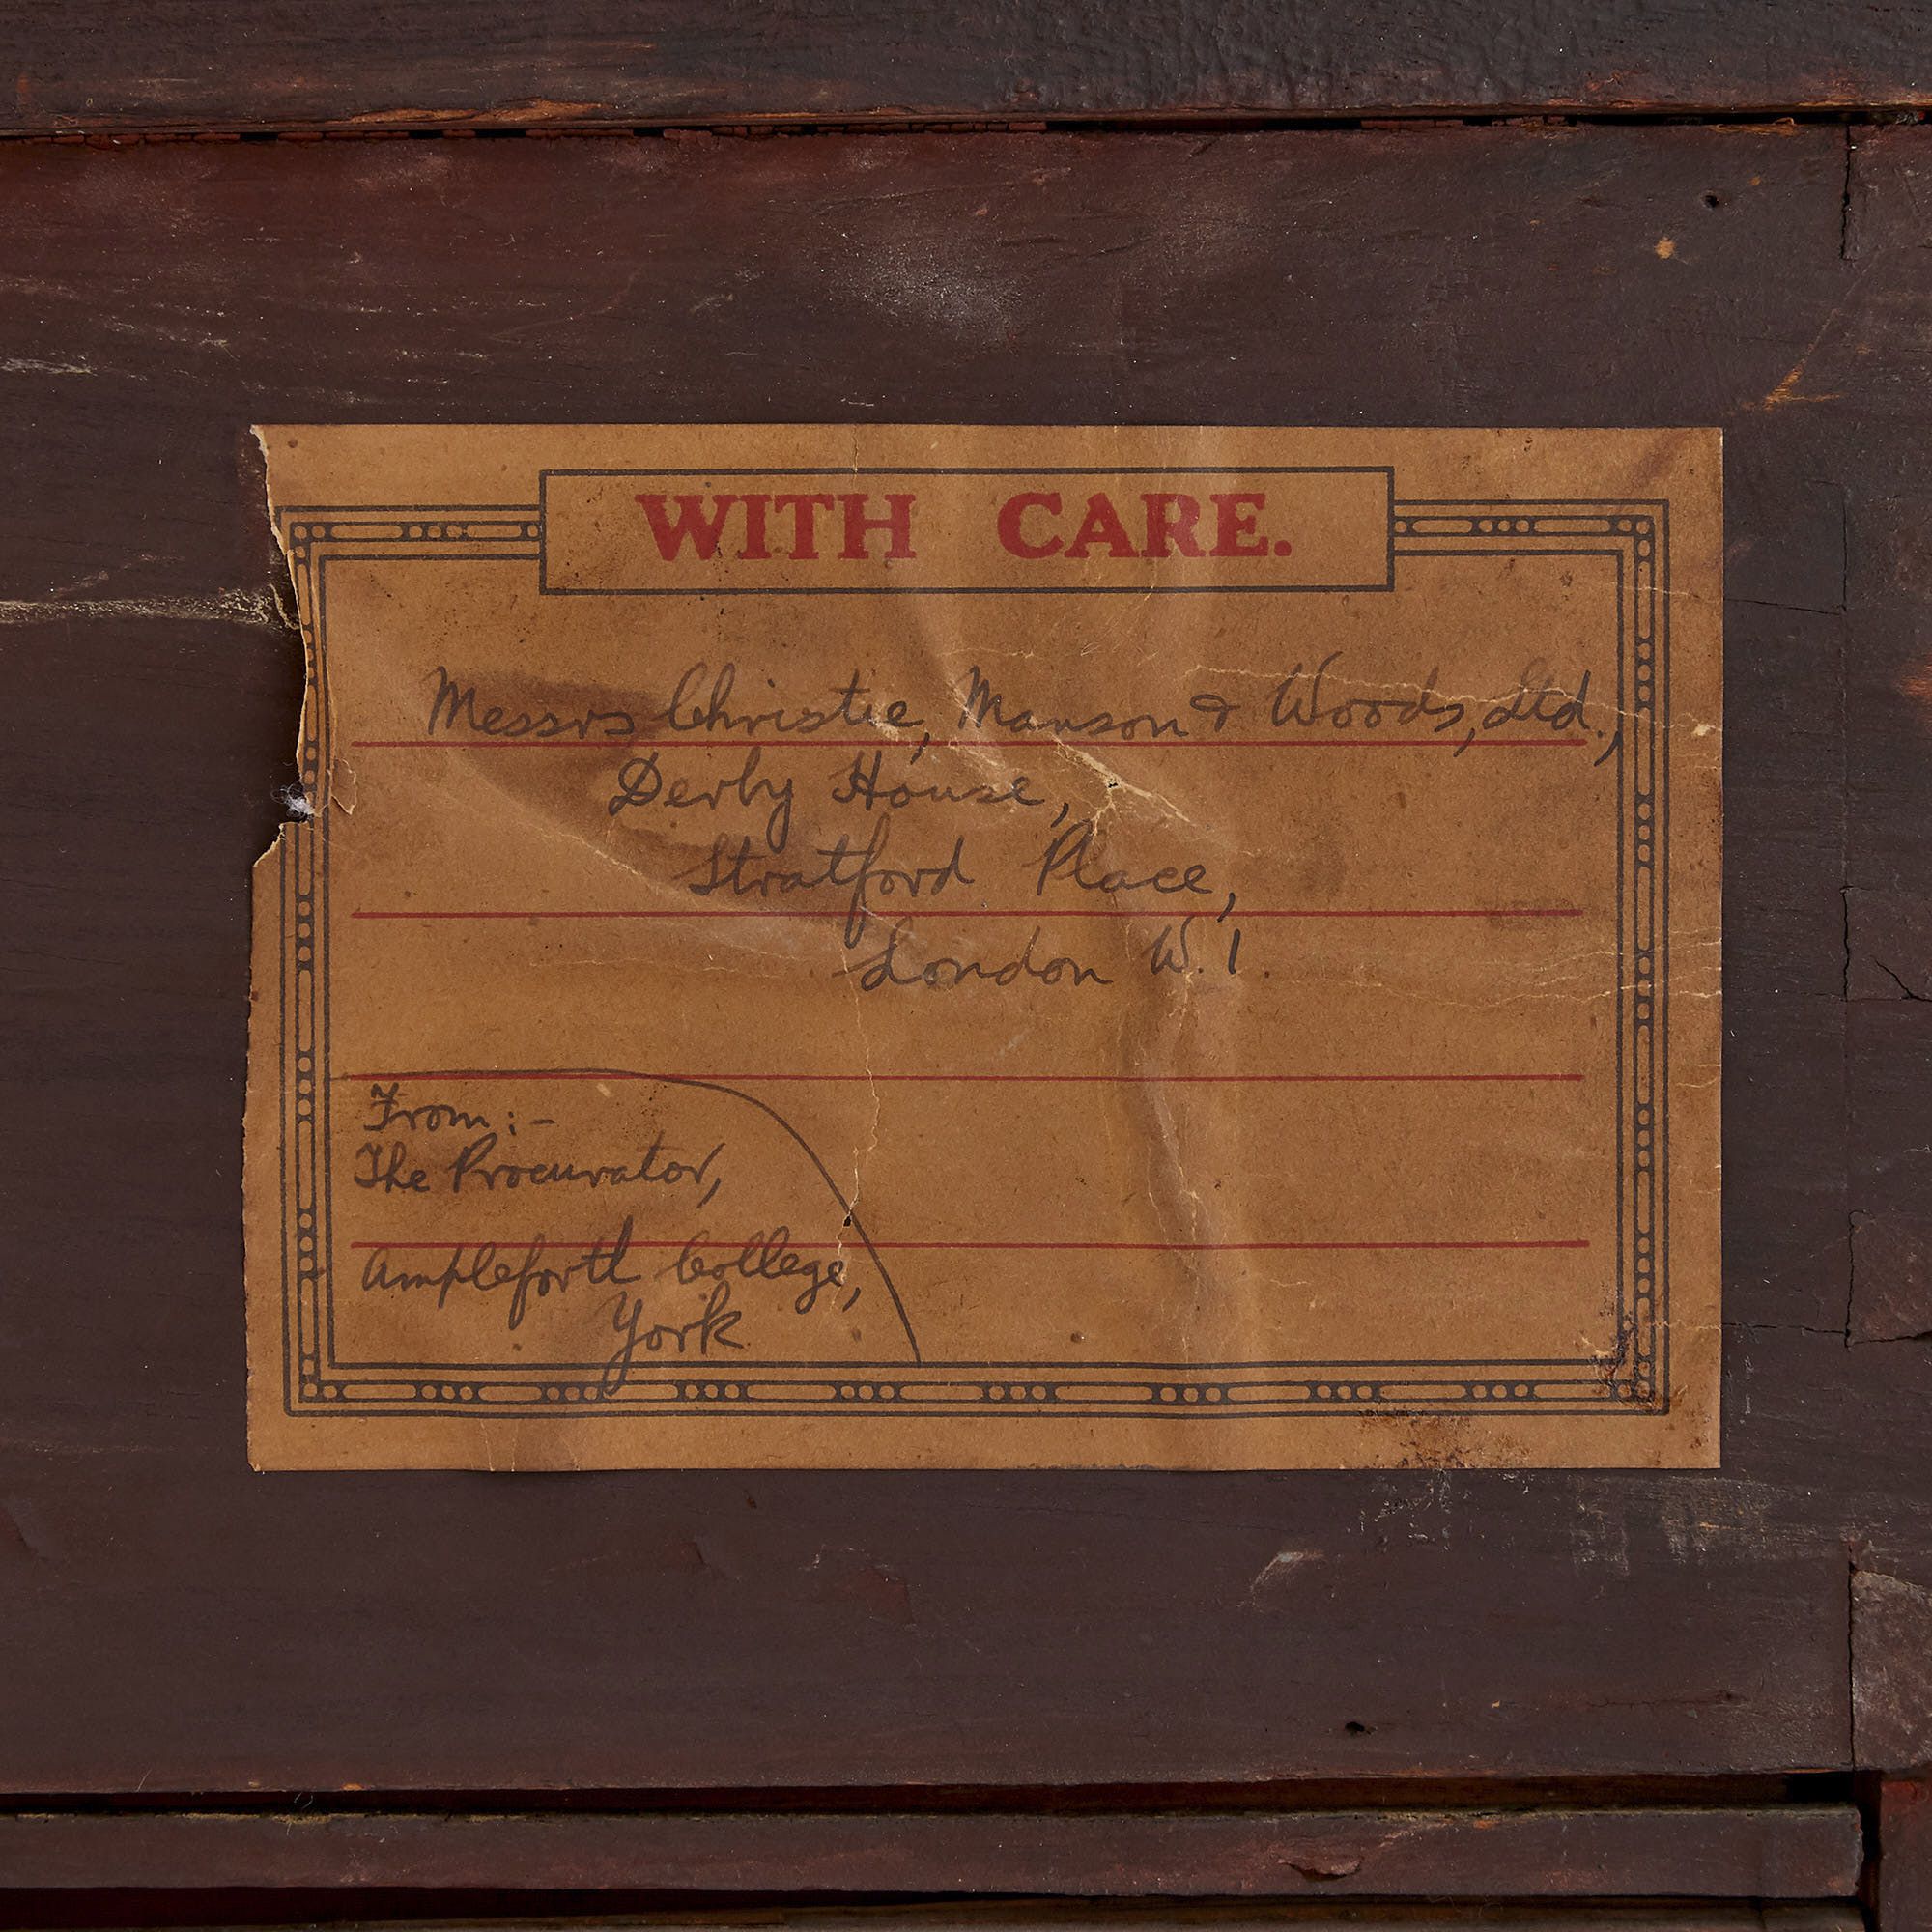 WITH CARE.
Messrs Christie, Manson & Woods, Ltd.,
Derby House,
Stratford Place,
London W.1.
From:-
The Procurator,
Ampleforth College,
York